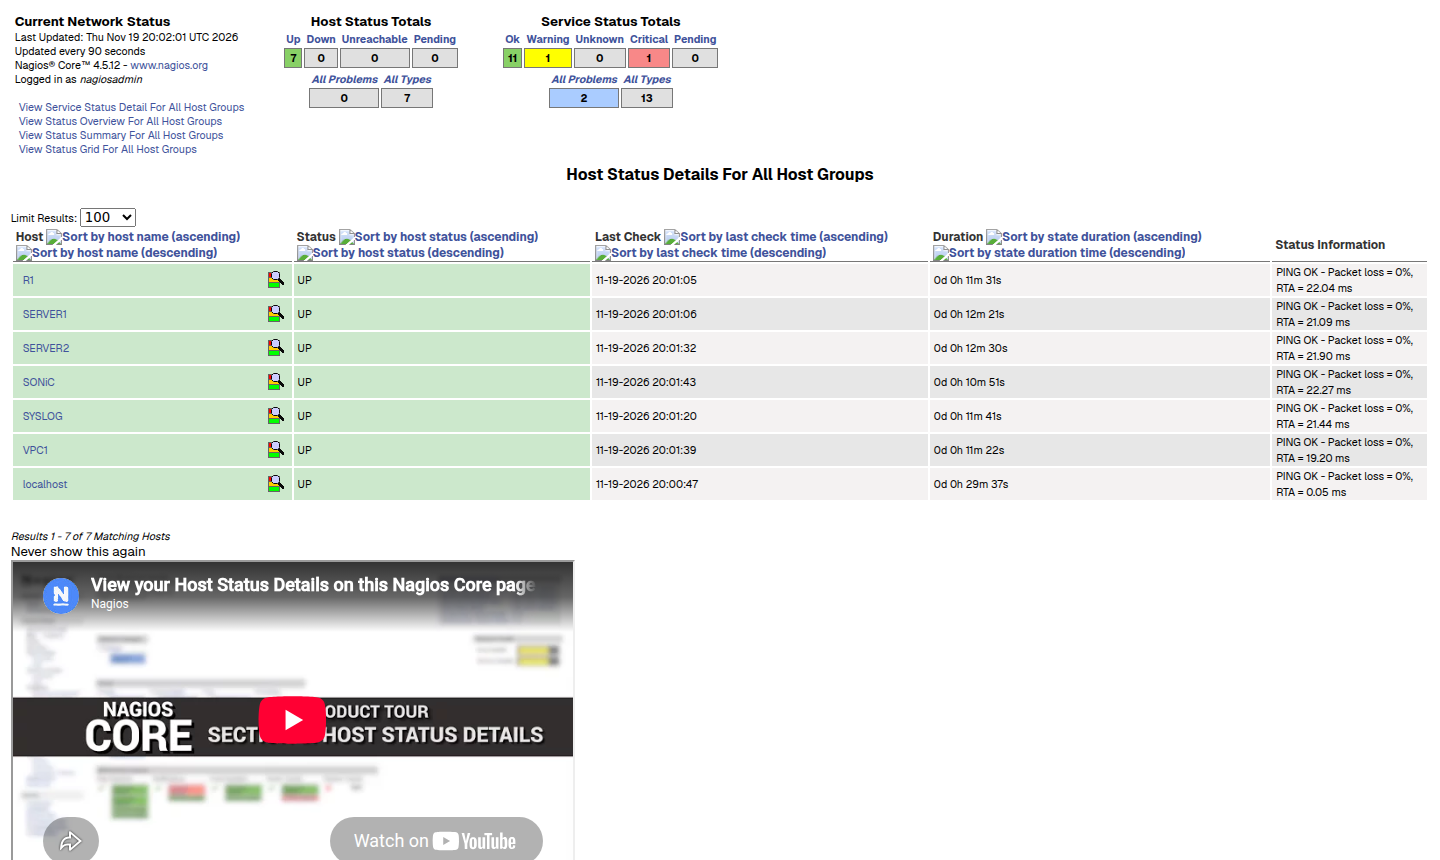 Current Network Status
Last Updated: Thu Nov 19 20:02:01 UTC 2026
Updated every 90 seconds
Nagios® Core™ 4.5.12 - www.nagios.org
Logged in as nagiosadmin
View Service Status Detail For All Host Groups
View Status Overview For All Host Groups
View Status Summary For All Host Groups
View Status Grid For All Host Groups
Host Status Totals
Up Down Unreachable Pending
7 0 0 0
All Problems All Types
0 7
Service Status Totals
Ok Warning Unknown Critical Pending
11 1 0 1 0
All Problems All Types
2 13
Host Status Details For All Host Groups
Limit Results: 100
Host Sort by host name (ascending) Sort by host name (descending)
Status Sort by host status (ascending) Sort by host status (descending)
Last Check Sort by last check time (ascending) Sort by last check time (descending)
Duration Sort by state duration (ascending) Sort by state duration time (descending)
Status Information
R1 UP 11-19-2026 20:01:05 0d 0h 11m 31s PING OK - Packet loss = 0%, RTA = 22.04 ms
SERVER1 UP 11-19-2026 20:01:06 0d 0h 12m 21s PING OK - Packet loss = 0%, RTA = 21.09 ms
SERVER2 UP 11-19-2026 20:01:32 0d 0h 12m 30s PING OK - Packet loss = 0%, RTA = 21.90 ms
SONiC UP 11-19-2026 20:01:43 0d 0h 10m 51s PING OK - Packet loss = 0%, RTA = 22.27 ms
SYSLOG UP 11-19-2026 20:01:20 0d 0h 11m 41s PING OK - Packet loss = 0%, RTA = 21.44 ms
VPC1 UP 11-19-2026 20:01:39 0d 0h 11m 22s PING OK - Packet loss = 0%, RTA = 19.20 ms
localhost UP 11-19-2026 20:00:47 0d 0h 29m 37s PING OK - Packet loss = 0%, RTA = 0.05 ms
Results 1 - 7 of 7 Matching Hosts
Never show this again
N
View your Host Status Details on this Nagios Core page
Nagios
NAGIOS
CORE
ODUCT TOUR
SECT HOST STATUS DETAILS
Watch on YouTube